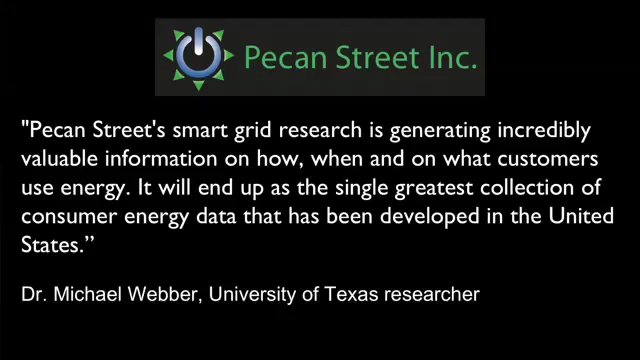 Pecan Street Inc.
"Pecan Street's smart grid research is generating incredibly
valuable information on how, when and on what customers
use energy. It will end up as the single greatest collection of
consumer energy data that has been developed in the United
States.”
Dr. Michael Webber, University of Texas researcher